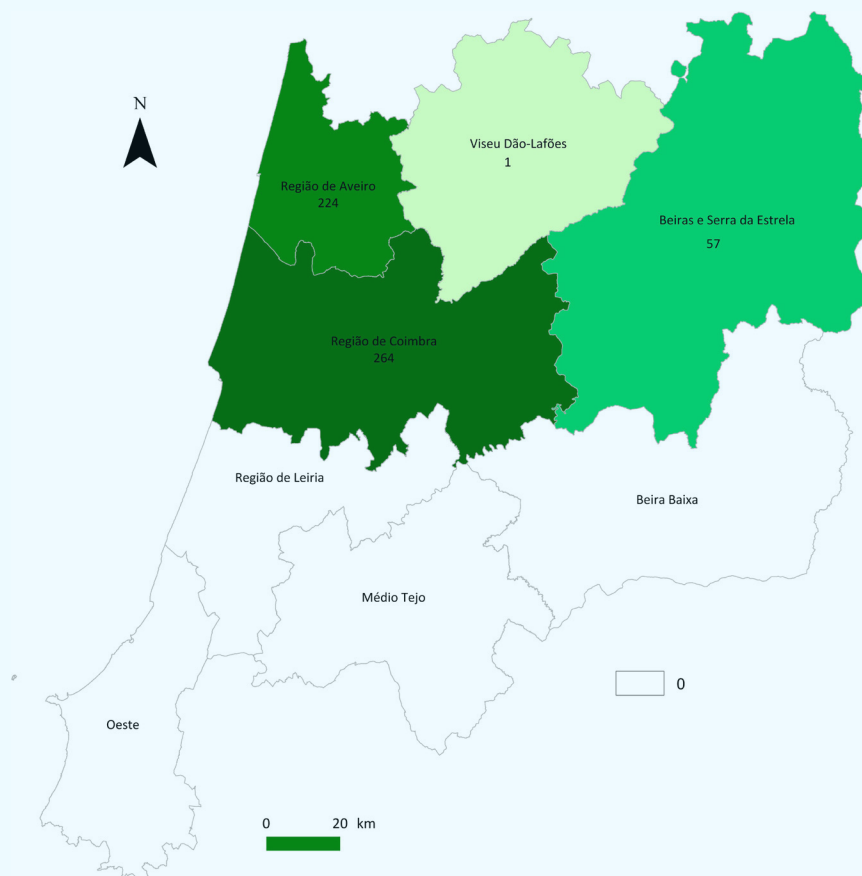 N
Viseu Dão-Lafões
1
Região de Aveiro
224
Beiras e Serra da Estrela
57
Região de Coimbra
264
Região de Leiria
Beira Baixa
Médio Tejo
0
Oeste
0 20 km